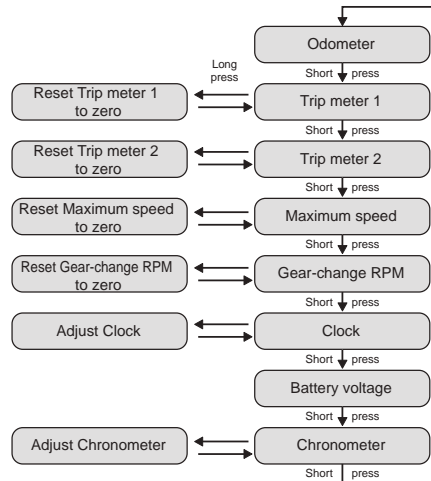 Odometer
Long
press
Short press
Reset Trip meter 1
to zero
Trip meter 1
Short press
Reset Trip meter 2
to zero
Trip meter 2
Short press
Reset Maximum speed
to zero
Maximum speed
Short press
Reset Gear-change RPM
to zero
Gear-change RPM
Short press
Adjust Clock
Clock
Short press
Battery voltage
Short press
Adjust Chronometer
Chronometer
Short press